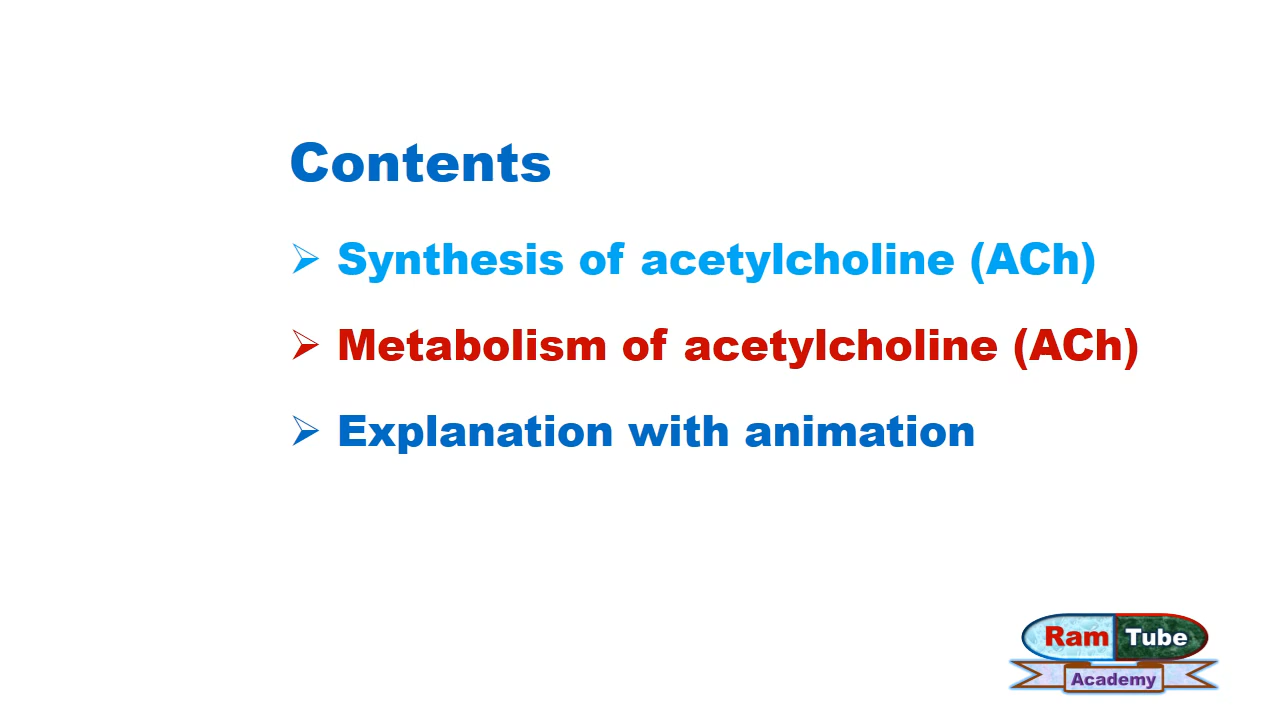 Contents
Synthesis of acetylcholine (ACh)
Metabolism of acetylcholine (ACh)
Explanation with animation
Ram Tube
Academy